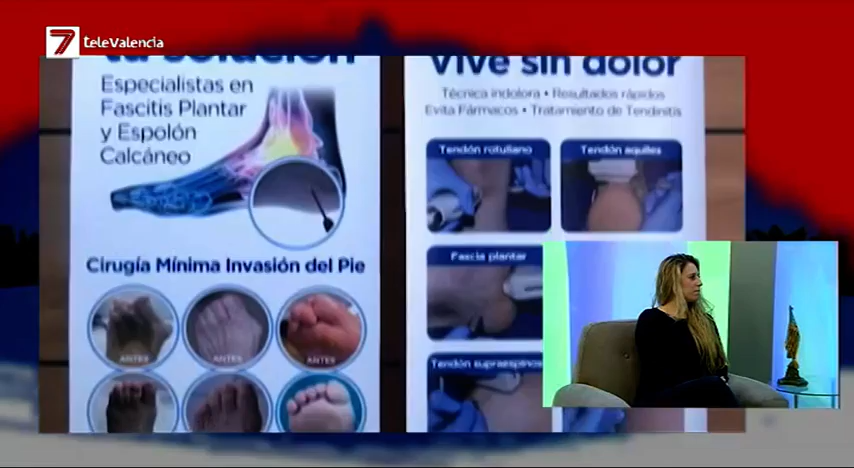 7 teleValencia
tu solución
Especialistas en
Fascitis Plantar
y Espolón
Calcáneo
Cirugía Mínima Invasión del Pie
ANTES
ANTES
ANTES
Vive sin dolor
Técnica indolora • Resultados rápidos
Evita Fármacos • Tratamiento de Tendinitis
Tendón rotuliano
Tendón aquiles
Fascia plantar
Tendón supraespinoso